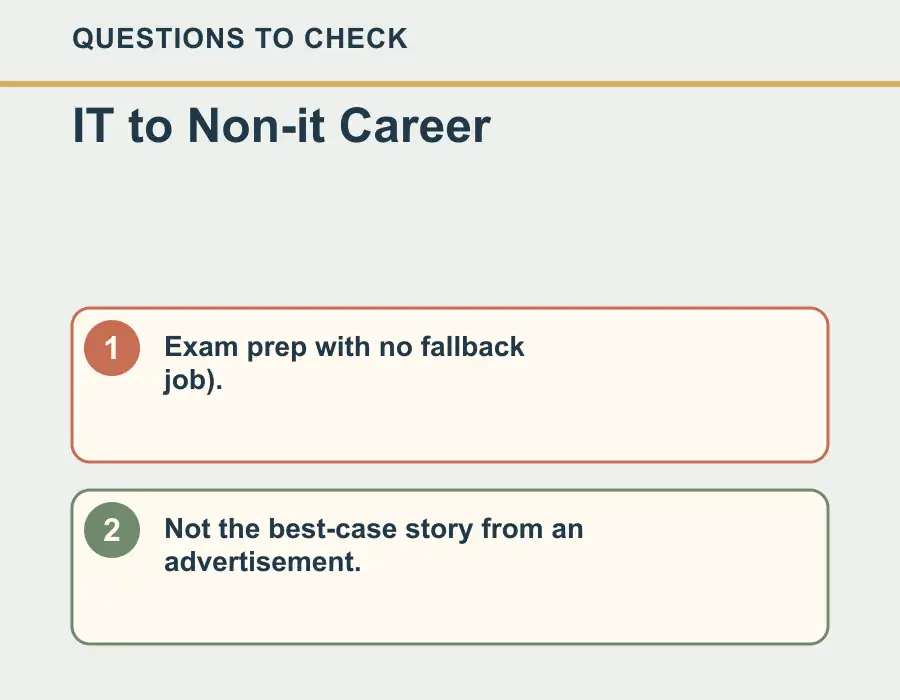 QUESTIONS TO CHECK
IT to Non-it Career
1
Exam prep with no fallback
job).
2
Not the best-case story from an
advertisement.